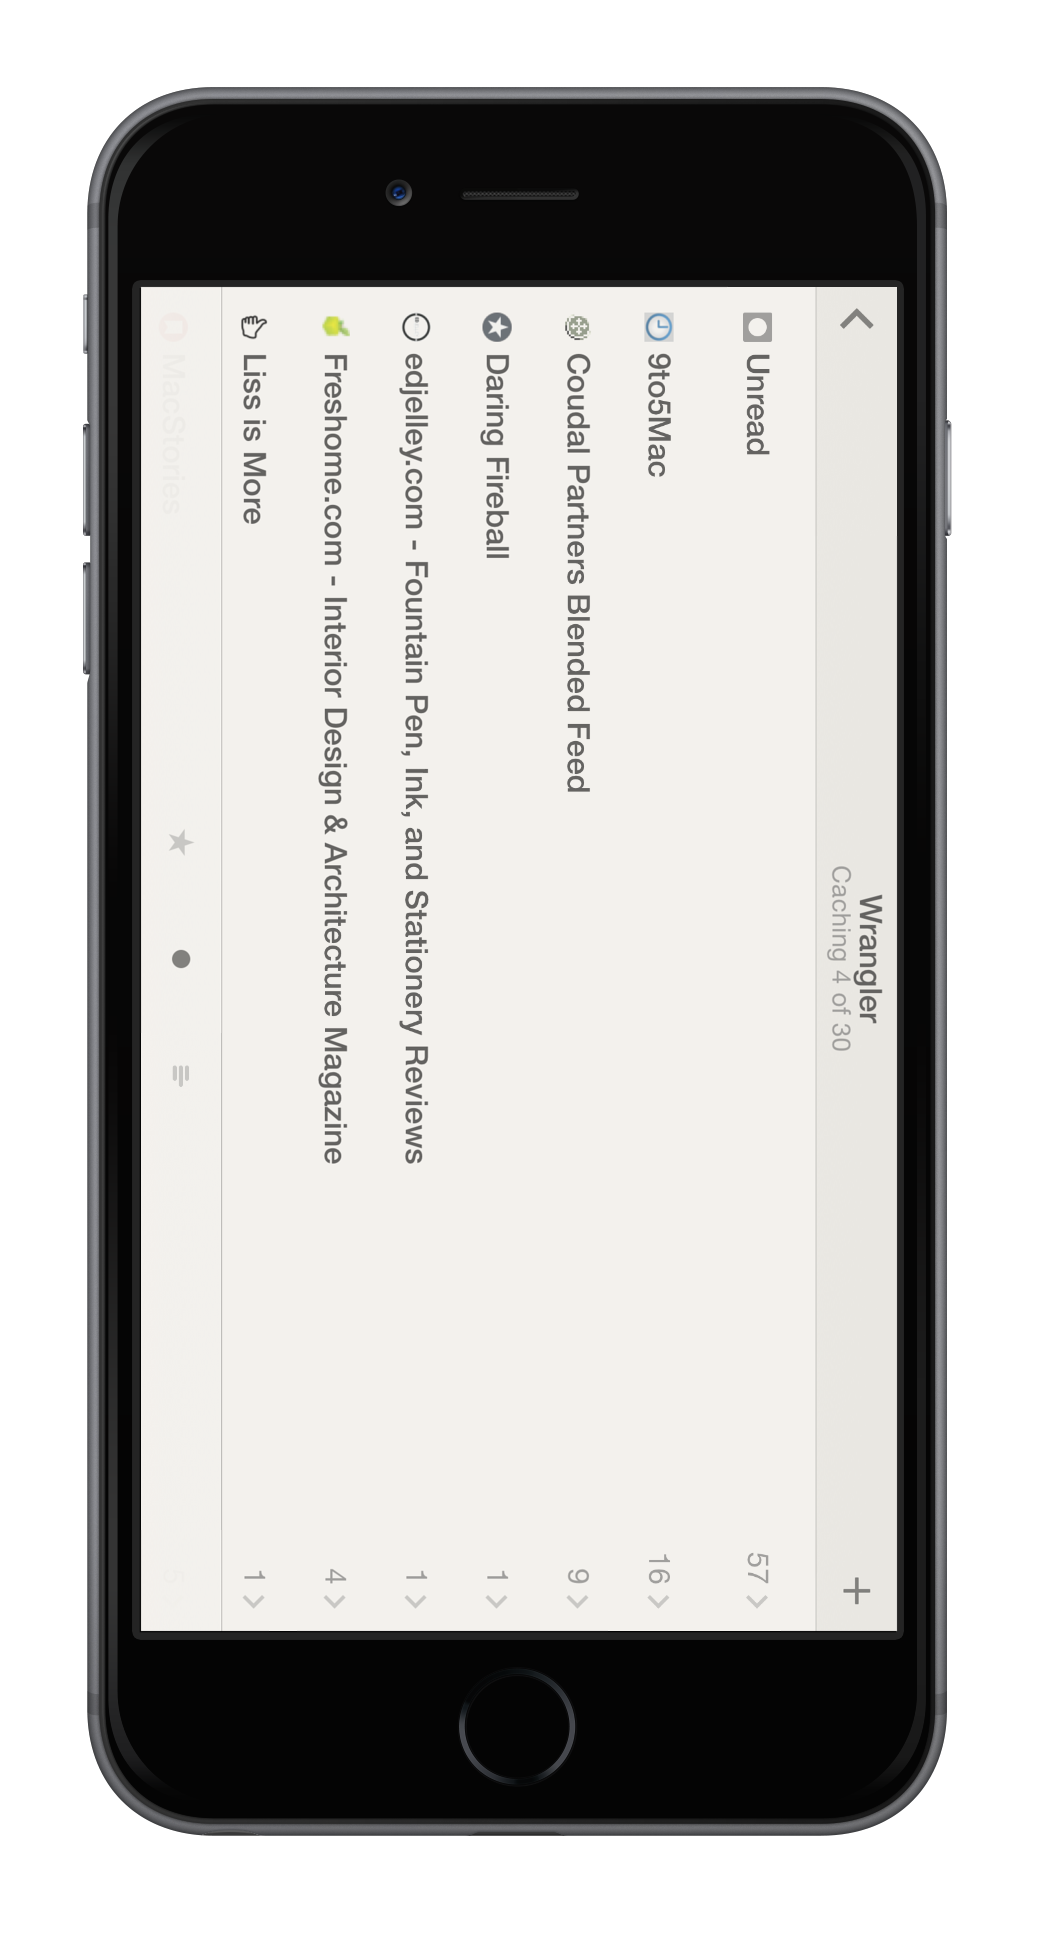 Wrangler
Caching 4 of 30
Unread 57
9to5Mac 16
Coudal Partners Blended Feed 9
Daring Fireball 1
edjelley.com - Fountain Pen, Ink, and Stationery Reviews 1
Freshome.com - Interior Design & Architecture Magazine 4
Liss is More 1
MacStories 5